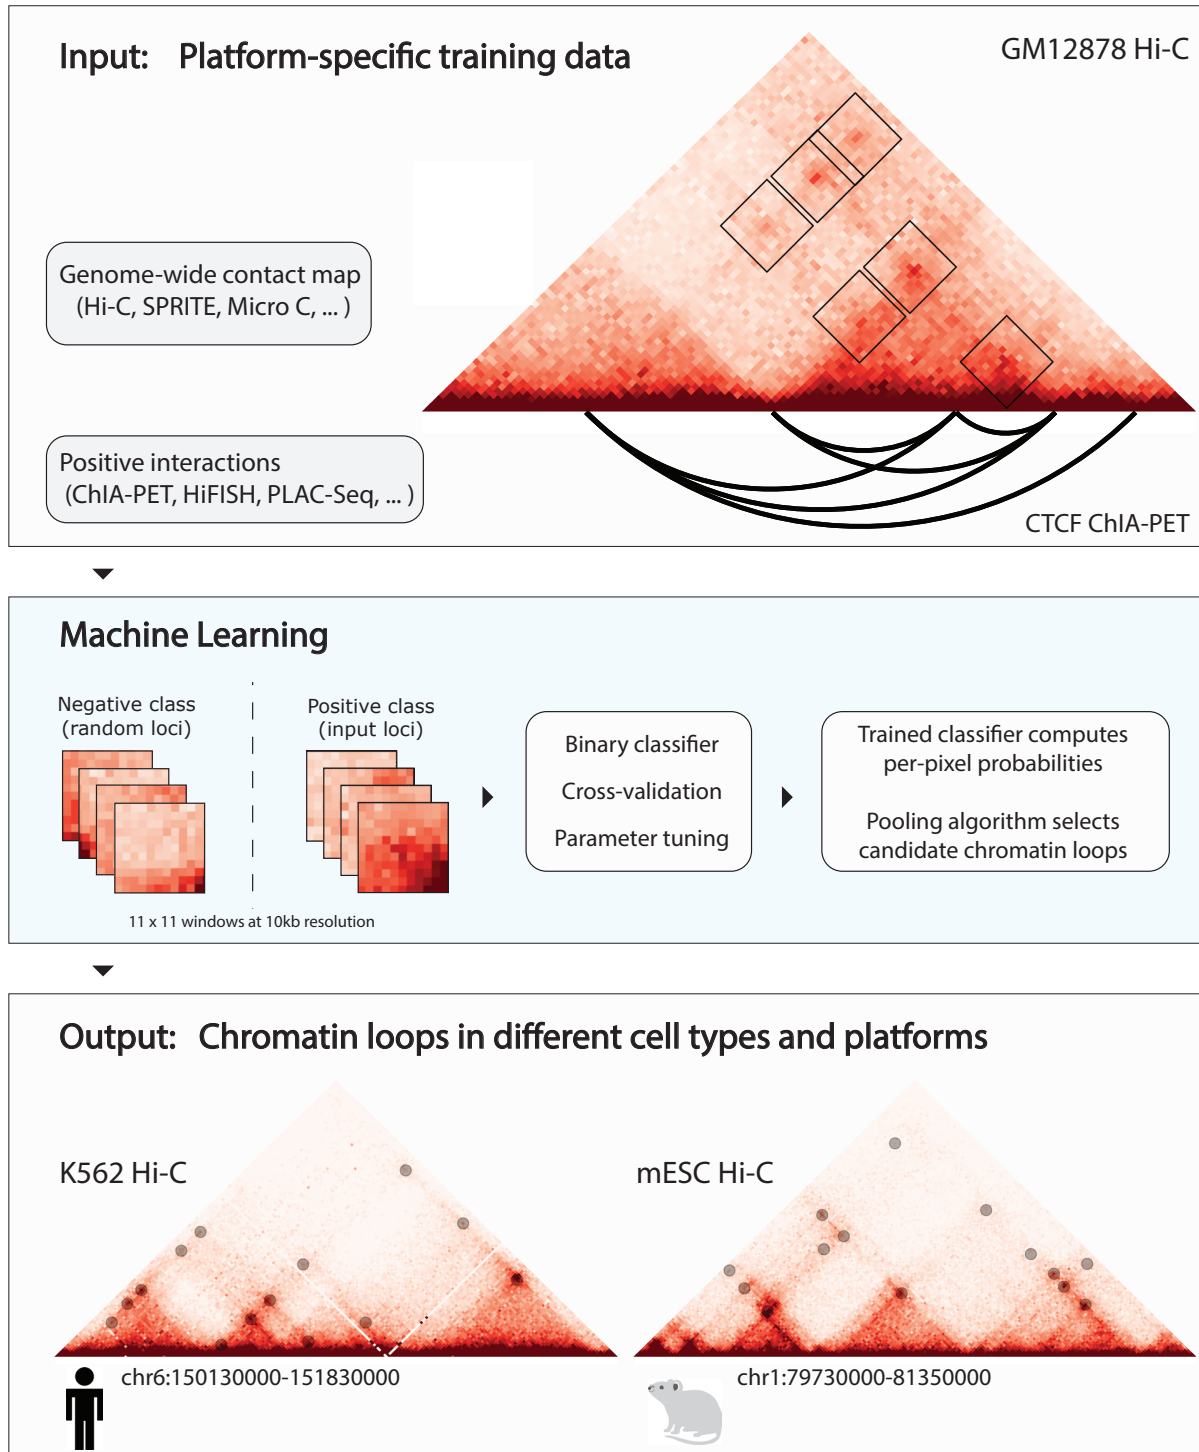 Input: Platform-specific training data
GM12878 Hi-C
Genome-wide contact map
(Hi-C, SPRITE, Micro C, ... )
Positive interactions
(ChIA-PET, HiFISH, PLAC-Seq, ... )
CTCF ChIA-PET
Machine Learning
Negative class
(random loci)
Positive class
(input loci)
11 x 11 windows at 10kb resolution
Binary classifier
Cross-validation
Parameter tuning
Trained classifier computes
per-pixel probabilities
Pooling algorithm selects
candidate chromatin loops
Output: Chromatin loops in different cell types and platforms
K562 Hi-C
mESC Hi-C
chr6:150130000-151830000
chr1:79730000-81350000